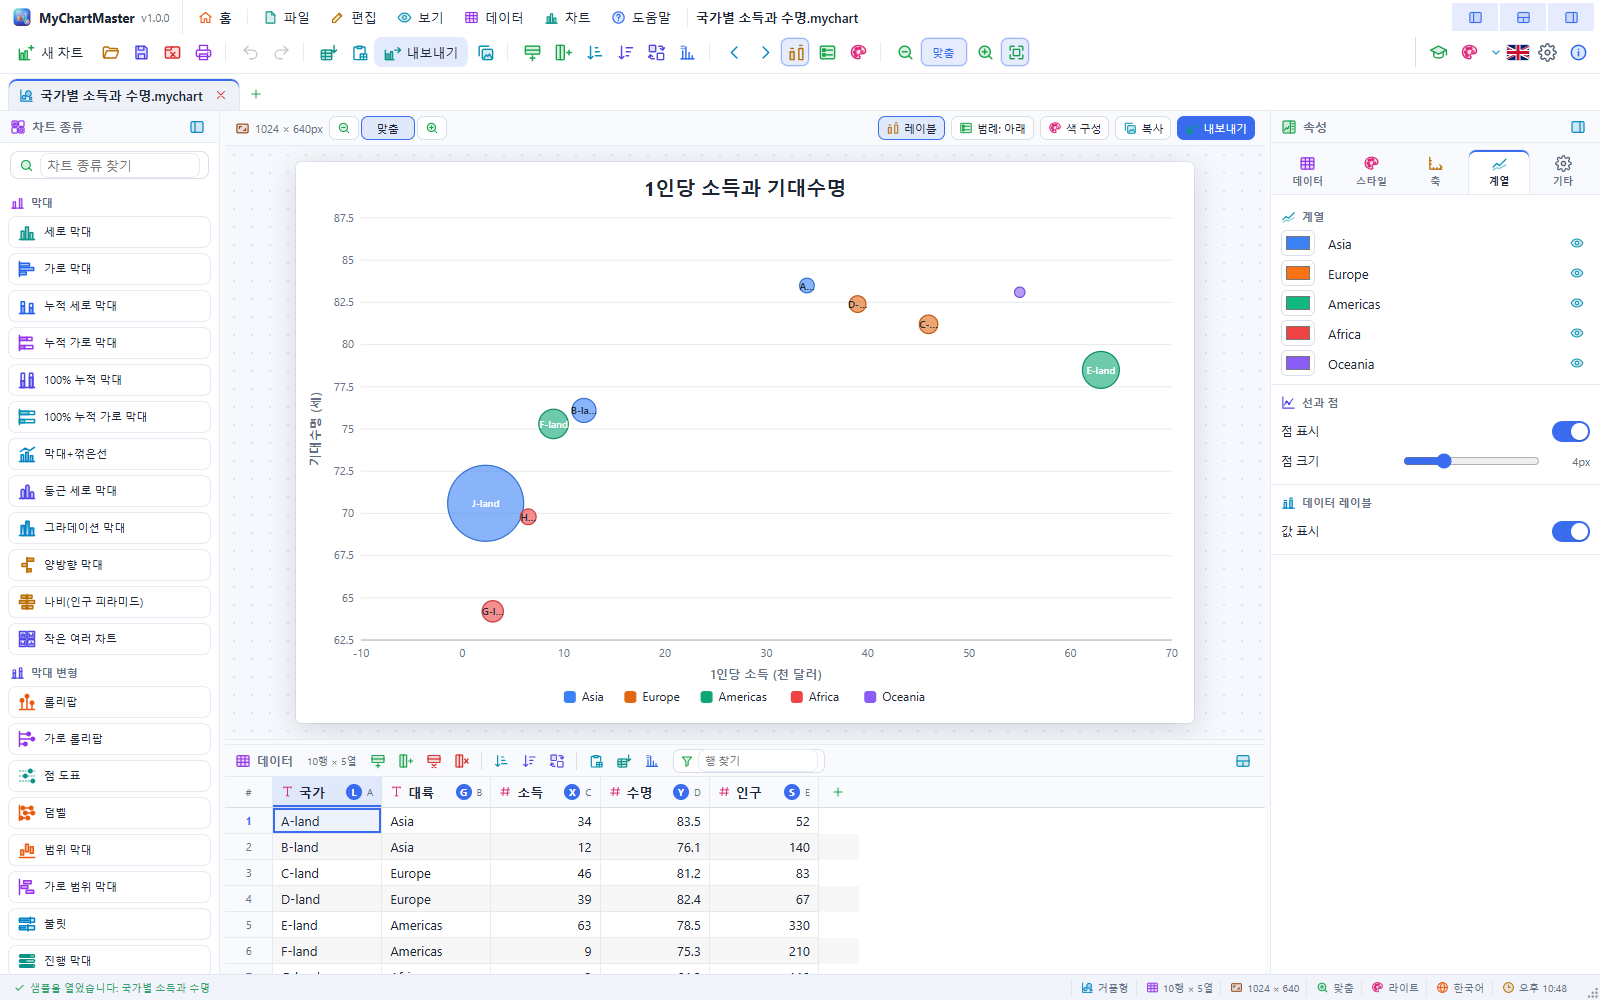 MyChartMaster v1.0.0 홈 파일 편집 보기 데이터 차트 도움말 국가별 소득과 수명.mychart
새 차트 내보내기 맞춤
국가별 소득과 수명.mychart
차트 종류
차트 종류 찾기
막대
세로 막대
가로 막대
누적 세로 막대
누적 가로 막대
100% 누적 막대
100% 누적 가로 막대
막대+꺾은선
둥근 세로 막대
그라데이션 막대
양방향 막대
나비(인구 피라미드)
작은 여러 차트
막대 변형
롤리팝
가로 롤리팝
점 도표
덤벨
범위 막대
가로 범위 막대
불릿
진행 막대
1024 × 640px 맞춤 레이블 범례: 아래 색 구성 복사 내보내기
1인당 소득과 기대수명
87.5
85
82.5
80
77.5
75
72.5
70
67.5
65
62.5
기대수명 (세)
A...
D-...
C-...
E-land
B-la...
F-land
J-land
H...
G-l...
-10 0 10 20 30 40 50 60 70
1인당 소득 (천 달러)
Asia Europe Americas Africa Oceania
데이터 10행 × 5열 행 찾기
# 국가 L A 대륙 G B # 소득 X C # 수명 Y D # 인구 S E
1 A-land Asia 34 83.5 52
2 B-land Asia 12 76.1 140
3 C-land Europe 46 81.2 83
4 D-land Europe 39 82.4 67
5 E-land Americas 63 78.5 330
6 F-land Americas 9 75.3 210
속성
데이터 스타일 축 계열 기타
계열
Asia
Europe
Americas
Africa
Oceania
선과 점
점 표시
점 크기 4px
데이터 레이블
값 표시
샘플을 열었습니다: 국가별 소득과 수명
거품형 10행 × 5열 1024 × 640 맞춤 라이트 한국어 오후 10:48